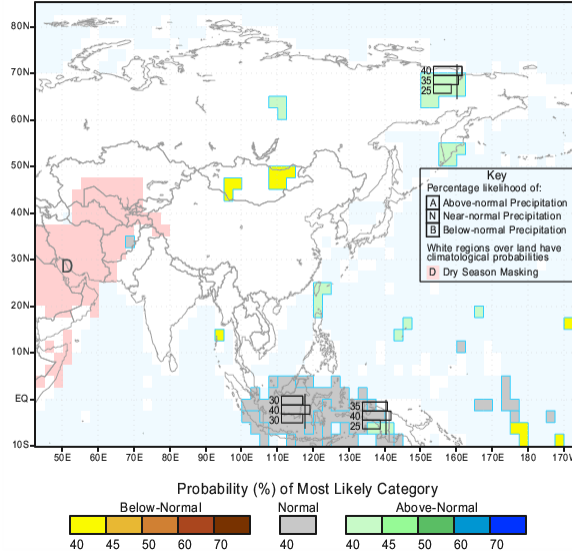 80N
70N
60N
50N
40N
30N
20N
10N
EQ
10S
40
35
25
Key
Percentage likelihood of:
A Above-normal Precipitation
N Near-normal Precipitation
B Below-normal Precipitation
White regions over land have
climatological probabilities
D Dry Season Masking
D
30
40
30
35
40
25
50E 60E 70E 80E 90E 100E 110E 120E 130E 140E 150E 160E 170E 180 170W
Probability (%) of Most Likely Category
Below-Normal Normal Above-Normal
40 45 50 60 70 40 40 45 50 60 70